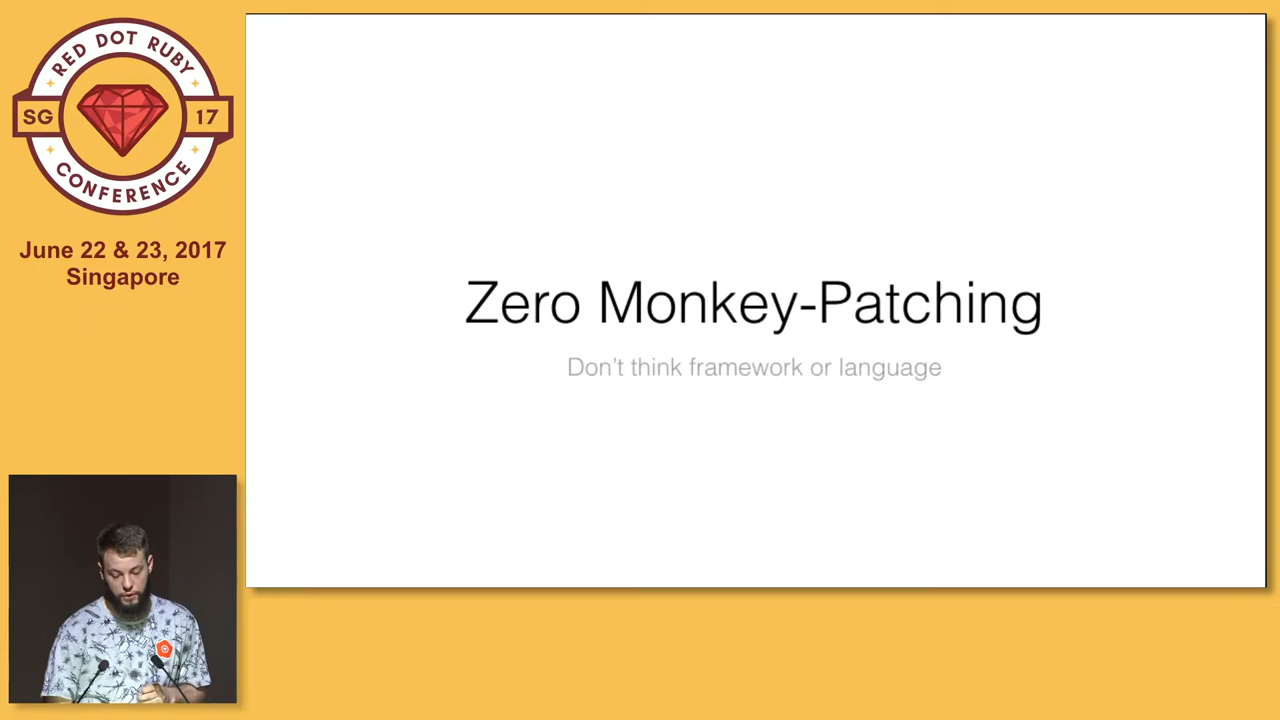 RED DOT RUBY
SG 17
CONFERENCE
June 22 & 23, 2017
Singapore
Zero Monkey-Patching
Don't think framework or language